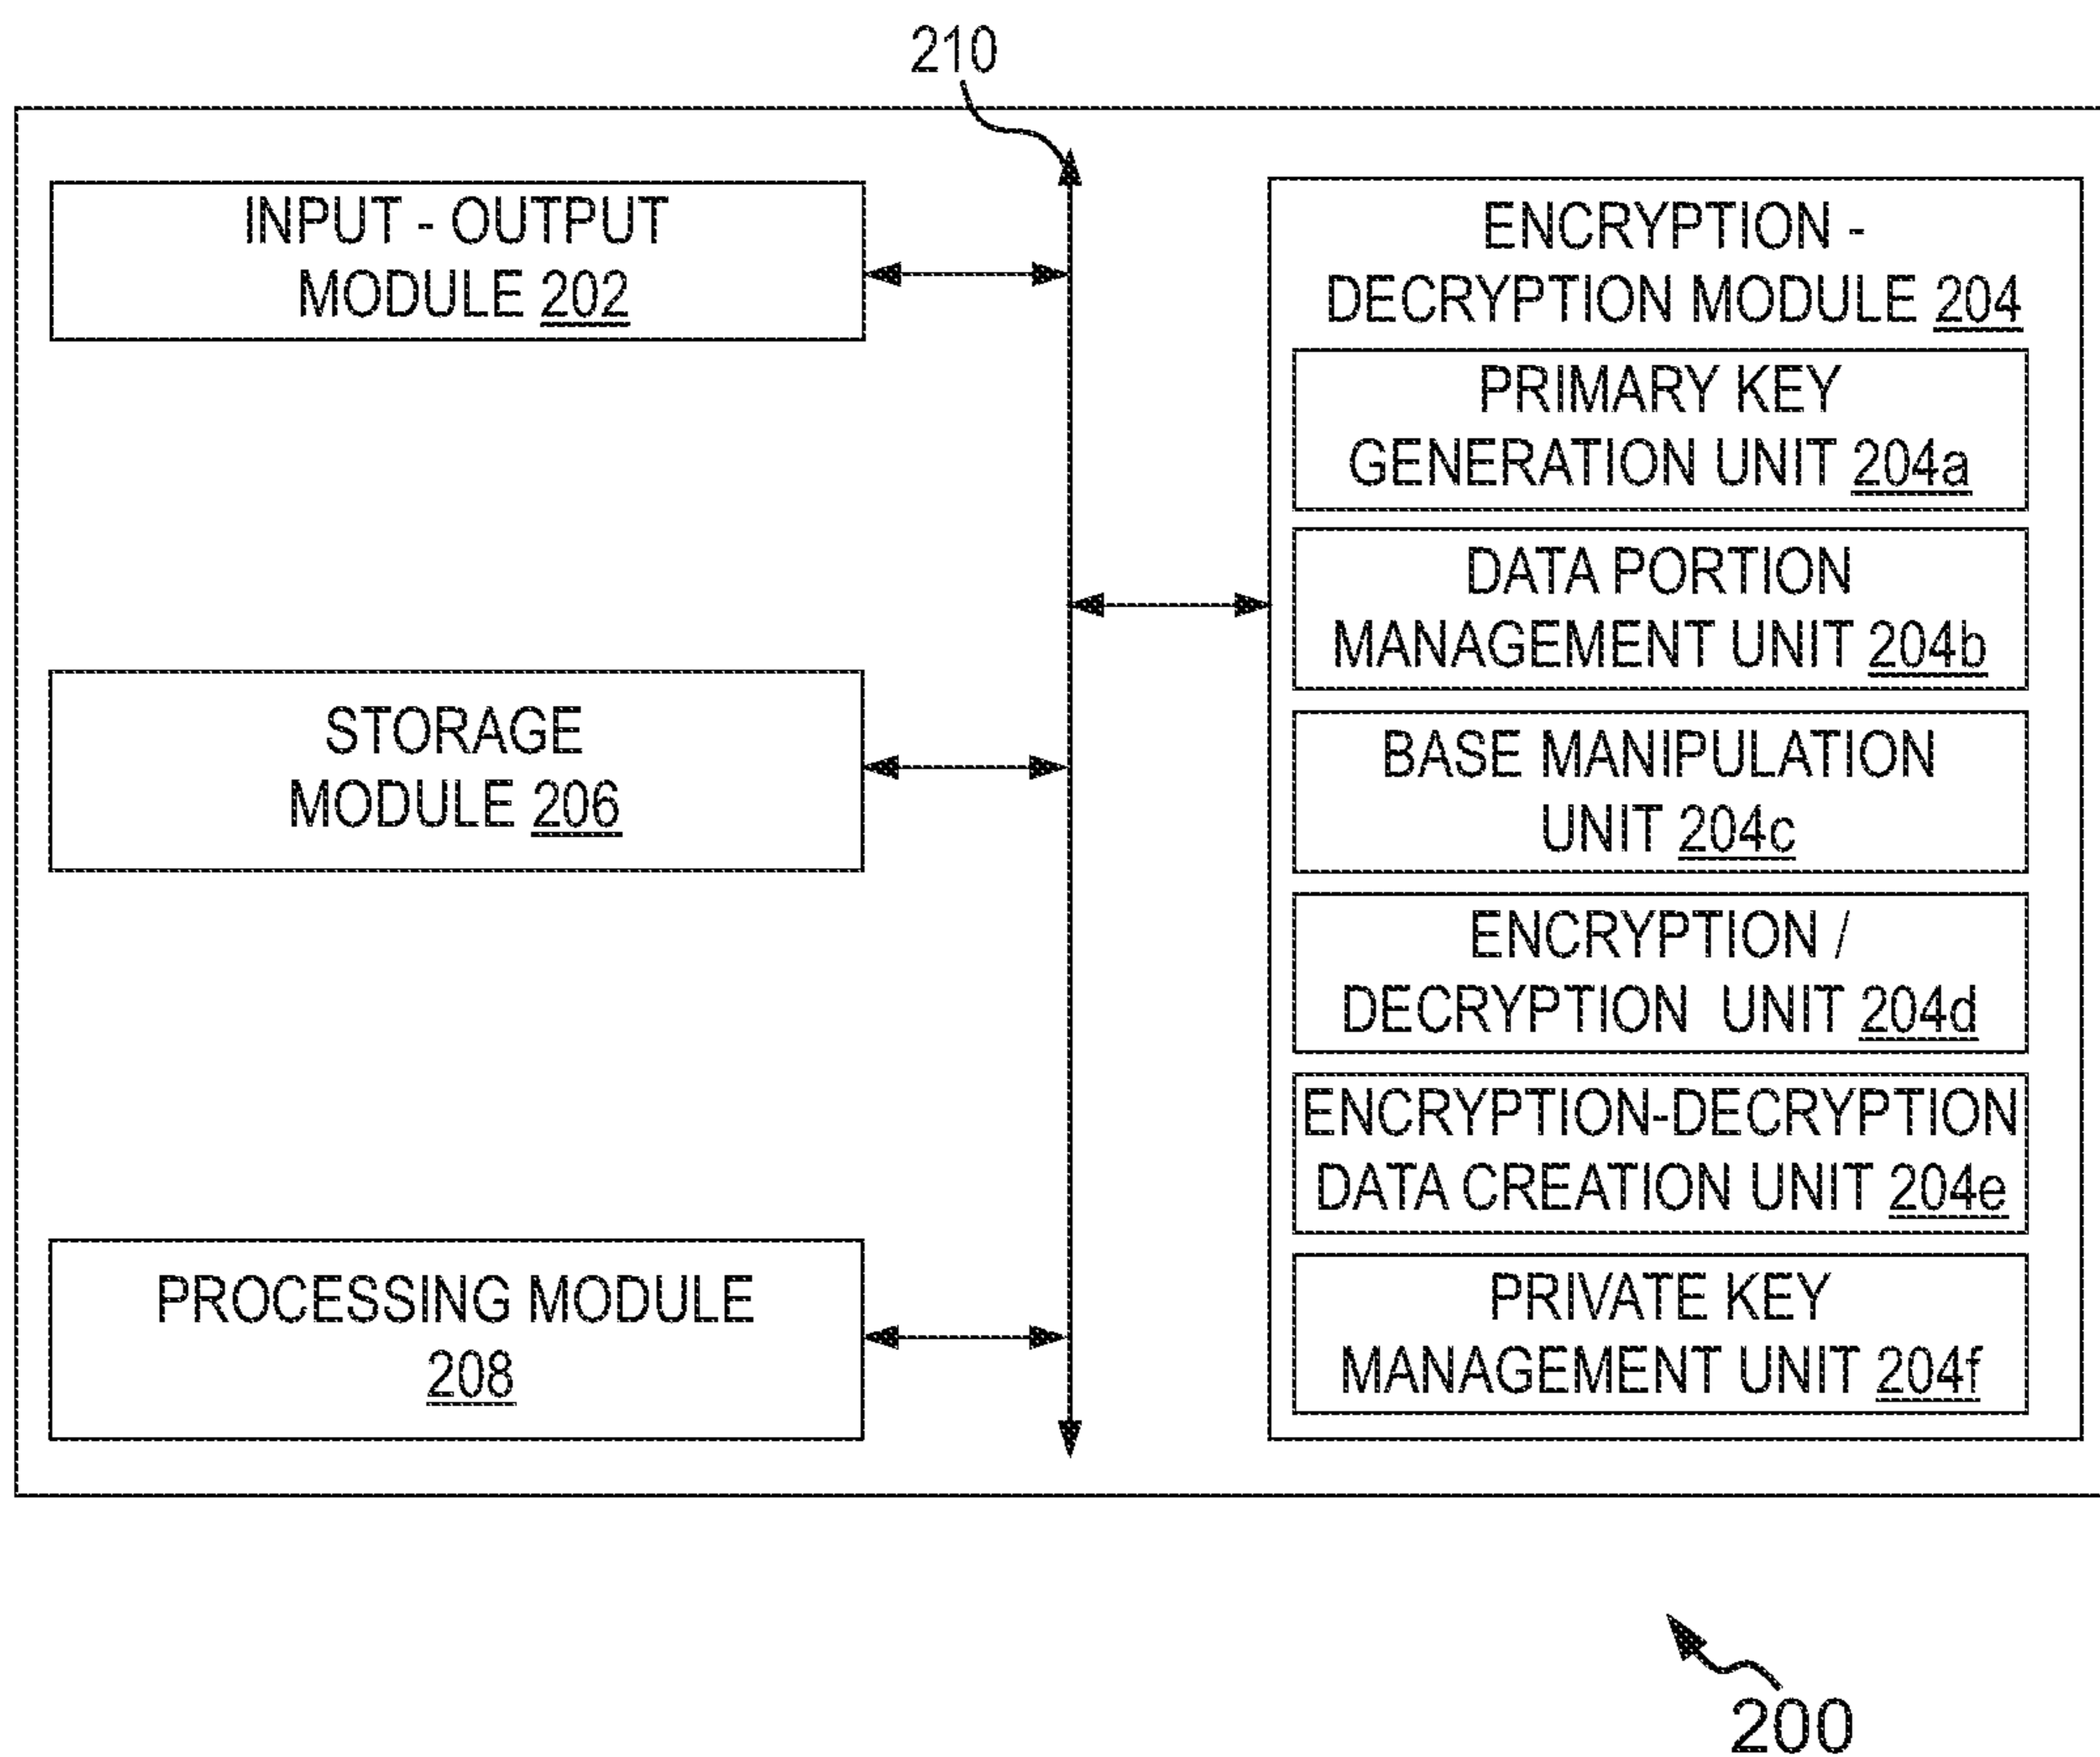 210
INPUT - OUTPUT
MODULE 202
STORAGE
MODULE 206
PROCESSING MODULE
208
ENCRYPTION -
DECRYPTION MODULE 204
PRIMARY KEY
GENERATION UNIT 204a
DATA PORTION
MANAGEMENT UNIT 204b
BASE MANIPULATION
UNIT 204c
ENCRYPTION /
DECRYPTION UNIT 204d
ENCRYPTION-DECRYPTION
DATA CREATION UNIT 204e
PRIVATE KEY
MANAGEMENT UNIT 204f
200